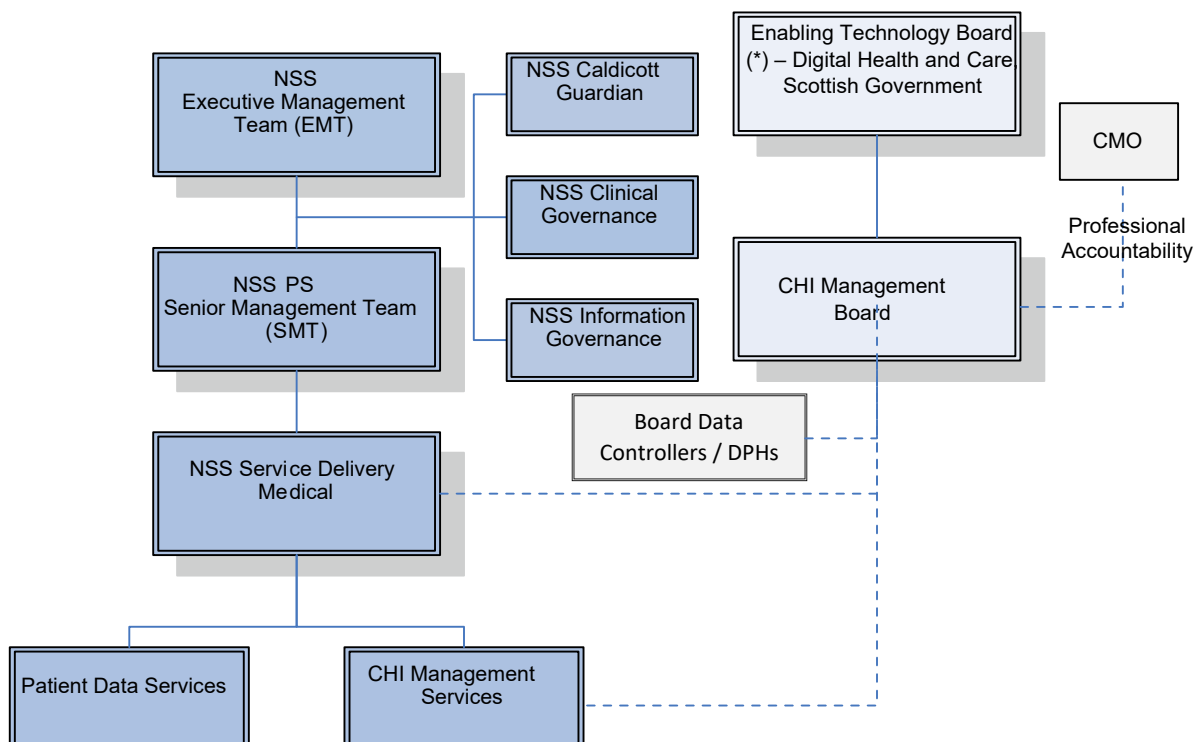 NSS
Executive Management
Team (EMT)
NSS Caldicott
Guardian
Enabling Technology Board
(*) – Digital Health and Care,
Scottish Government
CMO
NSS Clinical
Governance
Professional
Accountability
NSS PS
Senior Management Team
(SMT)
NSS Information
Governance
CHI Management
Board
Board Data
Controllers / DPHs
NSS Service Delivery
Medical
Patient Data Services
CHI Management
Services